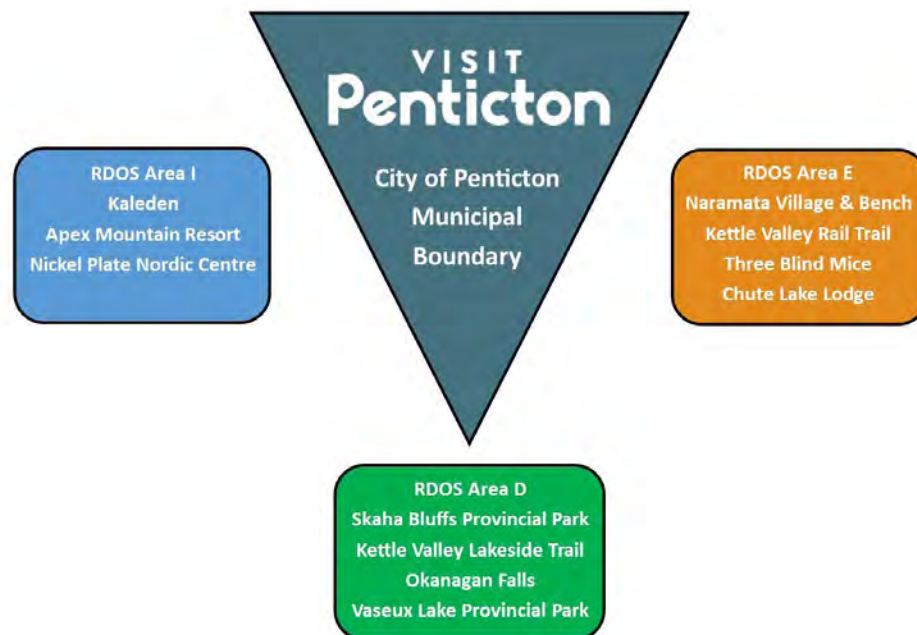 VISIT
Penticton
City of Penticton
Municipal
Boundary
RDOS Area I
Kaleden
Apex Mountain Resort
Nickel Plate Nordic Centre
RDOS Area E
Naramata Village & Bench
Kettle Valley Rail Trail
Three Blind Mice
Chute Lake Lodge
RDOS Area D
Skaha Bluffs Provincial Park
Kettle Valley Lakeside Trail
Okanagan Falls
Vaseux Lake Provincial Park